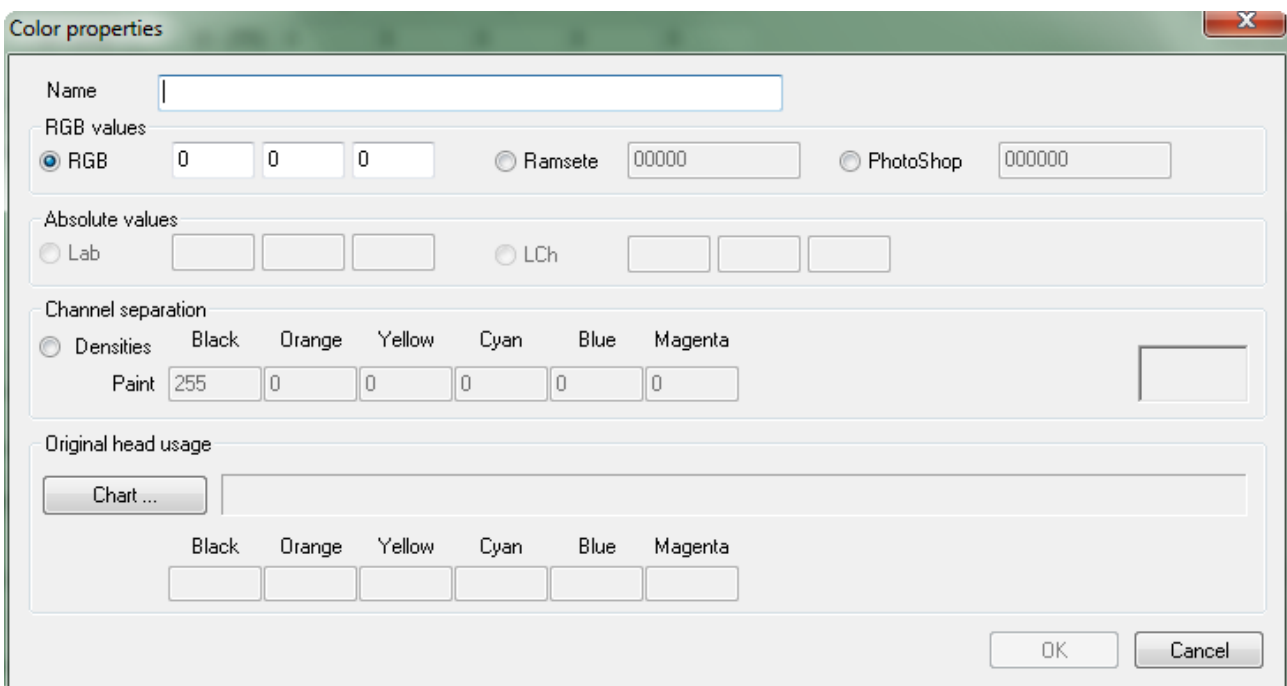 Color properties
Name
RGB values
RGB 0 0 0 Ramsete 00000 PhotoShop 000000
Absolute values
Lab LCh
Channel separation
Densities Black Orange Yellow Cyan Blue Magenta
Paint 255 0 0 0 0 0
Original head usage
Chart ...
Black Orange Yellow Cyan Blue Magenta
OK Cancel